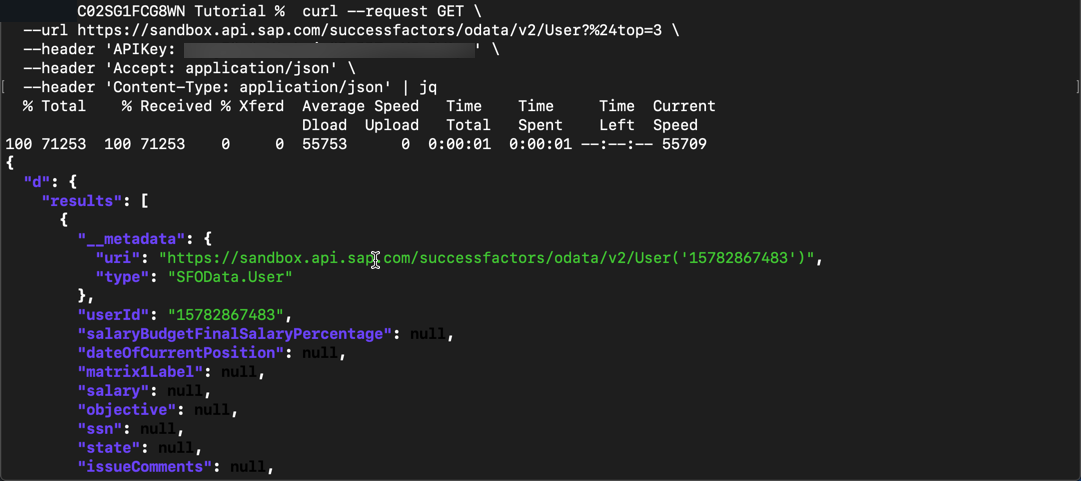 C02SG1FCG8WN Tutorial % curl --request GET \
--url https://sandbox.api.sap.com/successfactors/odata/v2/User?%24top=3 \
--header 'APIKey: ' \
--header 'Accept: application/json' \
[ --header 'Content-Type: application/json' | jq ]
% Total % Received % Xferd Average Speed Time Time Time Current
Dload Upload Total Spent Left Speed
100 71253 100 71253 0 0 55753 0 0:00:01 0:00:01 --:--:-- 55709
{
"d": {
"results": [
{
"__metadata": {
"uri": "https://sandbox.api.sap.com/successfactors/odata/v2/User('15782867483')",
"type": "SFOData.User"
},
"userId": "15782867483",
"salaryBudgetFinalSalaryPercentage": null,
"dateOfCurrentPosition": null,
"matrix1Label": null,
"salary": null,
"objective": null,
"ssn": null,
"state": null,
"issueComments": null,